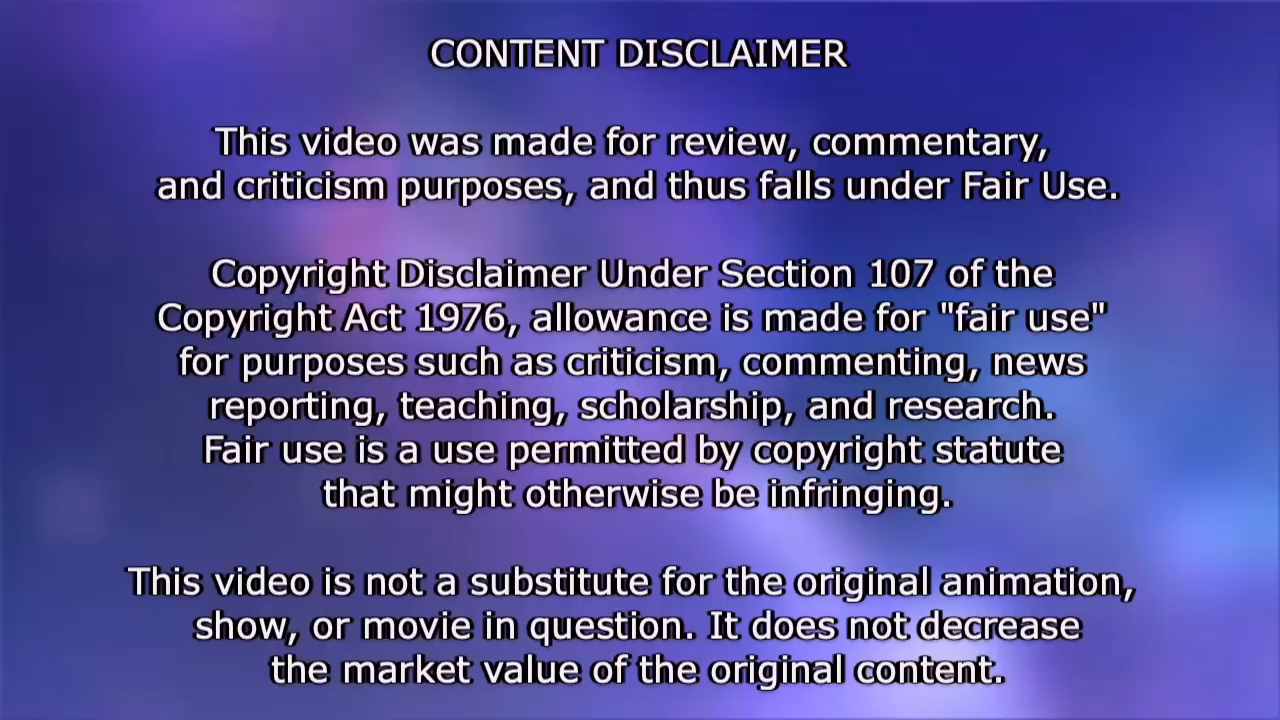 CONTENT DISCLAIMER
This video was made for review, commentary,
and criticism purposes, and thus falls under Fair Use.
Copyright Disclaimer Under Section 107 of the
Copyright Act 1976, allowance is made for "fair use"
for purposes such as criticism, commenting, news
reporting, teaching, scholarship, and research.
Fair use is a use permitted by copyright statute
that might otherwise be infringing.
This video is not a substitute for the original animation,
show, or movie in question. It does not decrease
the market value of the original content.